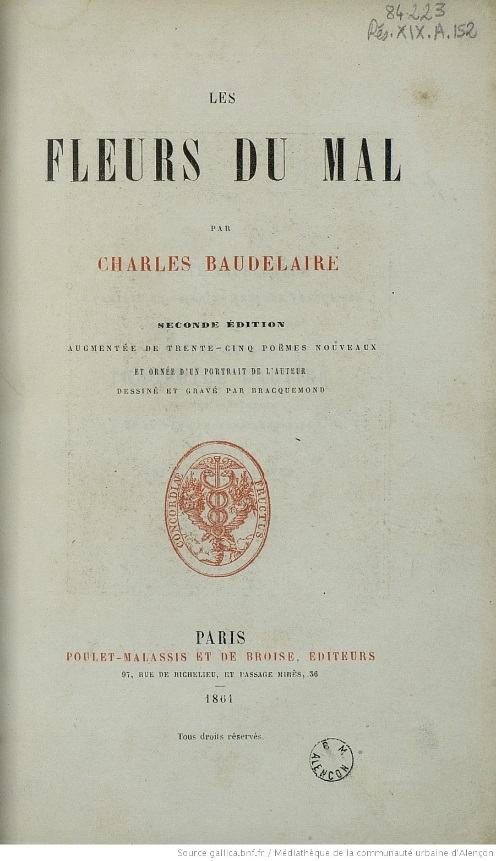 84223
Rés. XIX. A. 152
LES
FLEURS DU MAL
PAR
CHARLES BAUDELAIRE
SECONDE ÉDITION
AUGMENTÉE DE TRENTE-CINQ POËMES NOUVEAUX
ET ORNÉE D'UN PORTRAIT DE L'AUTEUR
DESSINÉ ET GRAVÉ PAR BRACQUEMOND
CONCORDIÆ FRUCTUS
PARIS
POULET-MALASSIS ET DE BROISE, ÉDITEURS
97, RUE DE RICHELIEU, ET PASSAGE MIRÈS, 36
1861
Tous droits réservés.
B M
ALENCON
Source gallica.bnf.fr / Médiathèque de la communauté urbaine d'Alençon